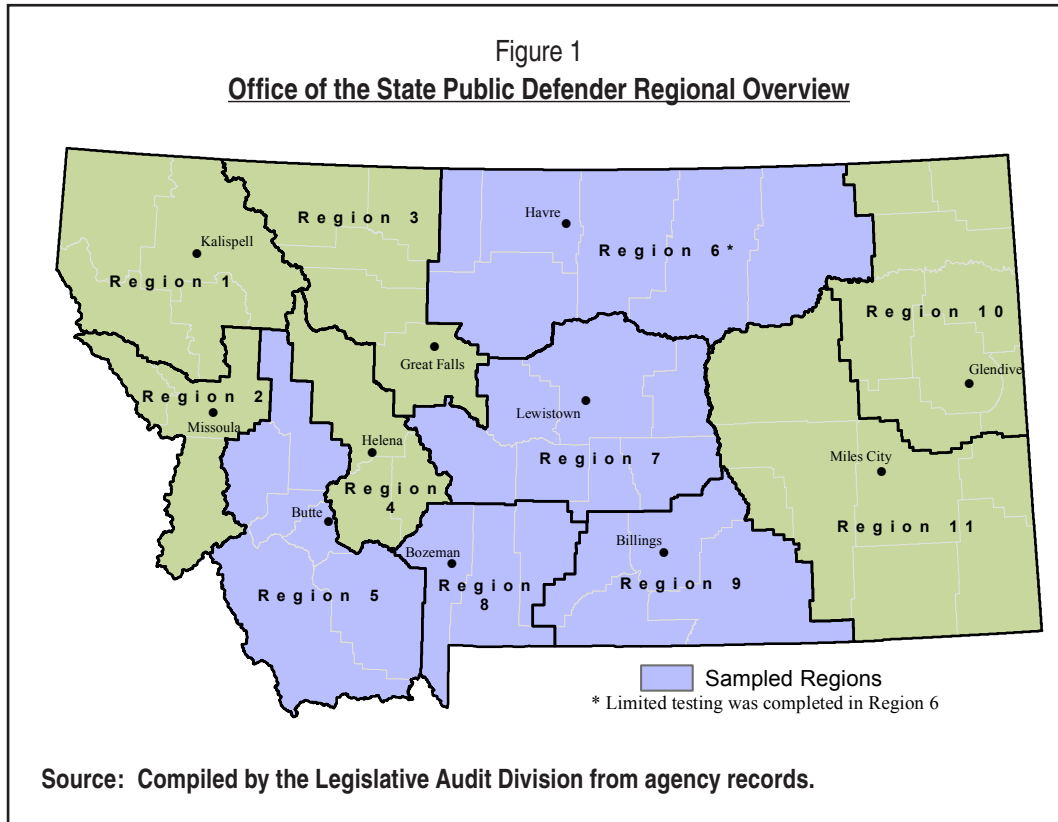 Figure 1
Office of the State Public Defender Regional Overview
Region 3
Havre
Region 6*
Kalispell
Region 1
Region 10
Great Falls
Glendive
Region 2
Lewistown
Missoula
Helena
Region 7
Miles City
Region
4
Butte
Region 11
Bozeman
Billings
Region 5
Region
8
Region 9
Sampled Regions
* Limited testing was completed in Region 6
Source: Compiled by the Legislative Audit Division from agency records.